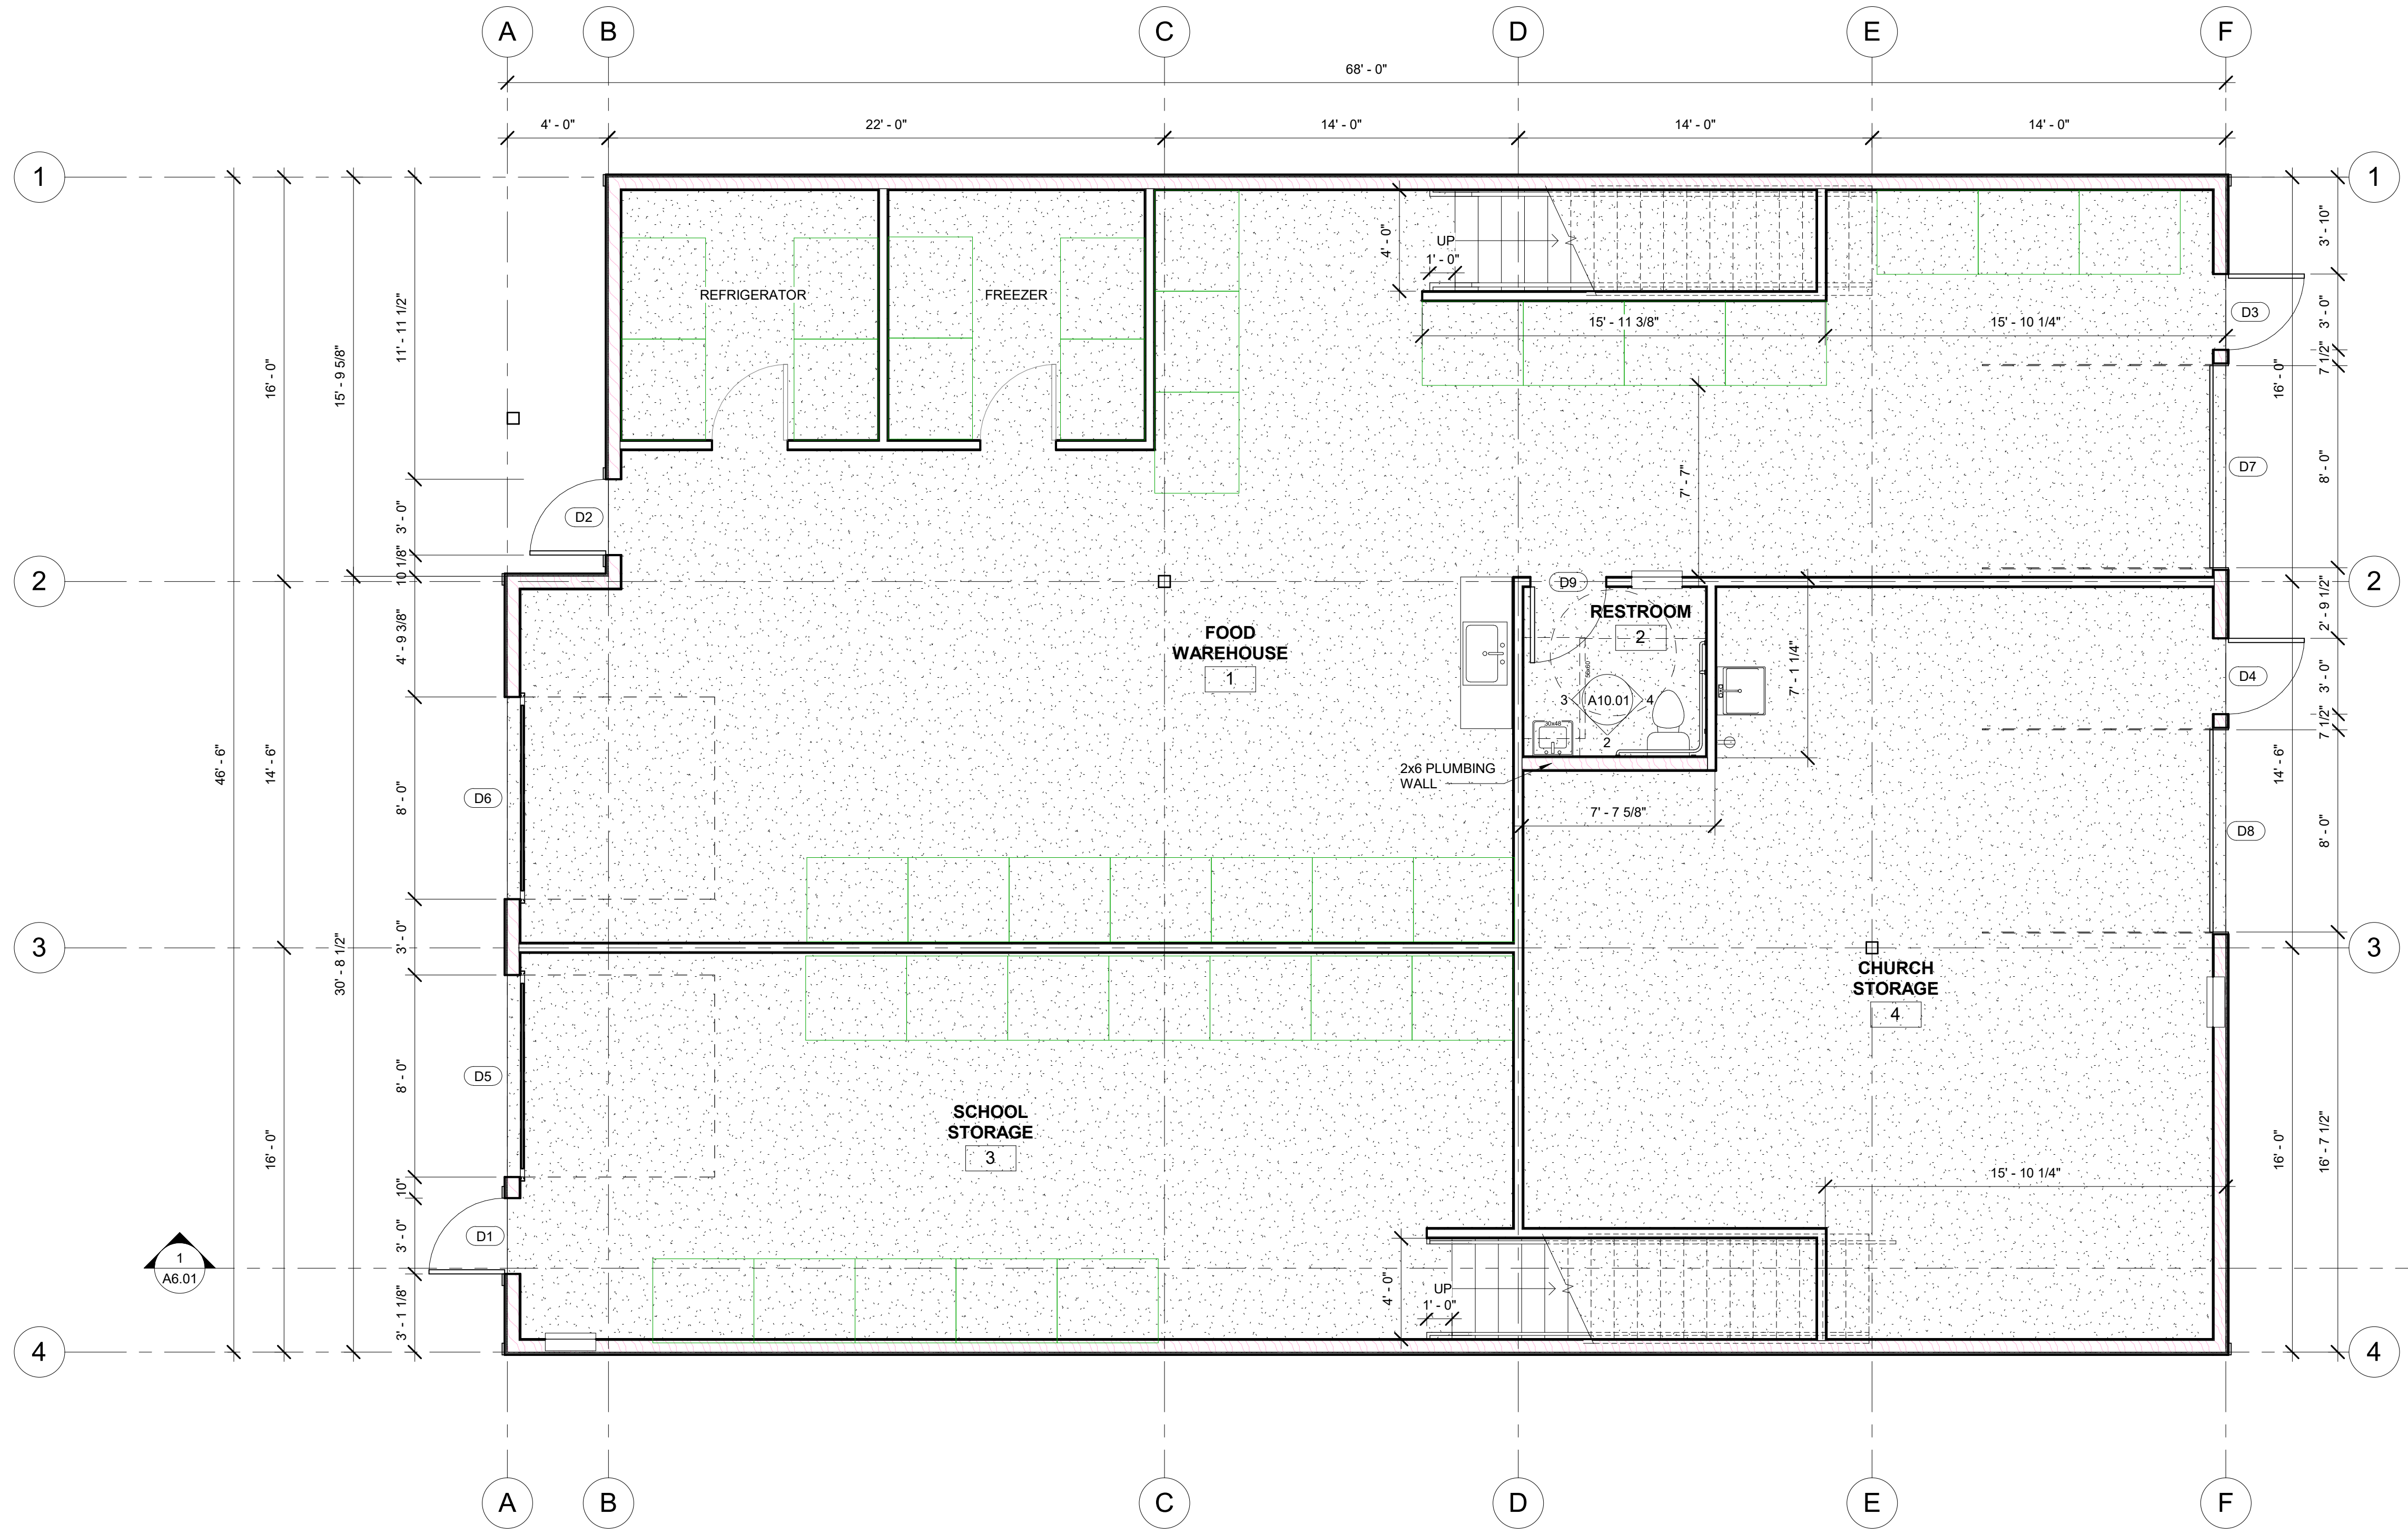 A
B
C
D
E
F
68' - 0"
4' - 0"
22' - 0"
14' - 0"
14' - 0"
14' - 0"
1
1
46' - 6"
16' - 0"
14' - 6"
16' - 0"
15' - 9 5/8"
30' - 8 1/2"
11' - 11 1/2"
3' - 0"
10 1/8"
4' - 9 3/8"
8' - 0"
3' - 0"
8' - 0"
10"
3' - 0"
3' - 1 1/8"
REFRIGERATOR
FREEZER
4' - 0"
UP
1' - 0"
15' - 11 3/8"
15' - 10 1/4"
3' - 10"
3' - 0"
7 1/2"
16' - 0"
8' - 0"
D3
D7
7' - 7"
D2
2
2
D9
RESTROOM
2
FOOD
WAREHOUSE
1
56x60
3
A10.01
4
2
30x48
7' - 1 1/4"
2' - 9 1/2"
3' - 0"
7 1/2"
14' - 6"
8' - 0"
D4
D8
2x6 PLUMBING
WALL
7' - 7 5/8"
D6
3
3
CHURCH
STORAGE
4
D5
SCHOOL
STORAGE
3
15' - 10 1/4"
16' - 0"
16' - 7 1/2"
D1
1
A6.01
4' - 0"
UP
1' - 0"
4
4
A
B
C
D
E
F